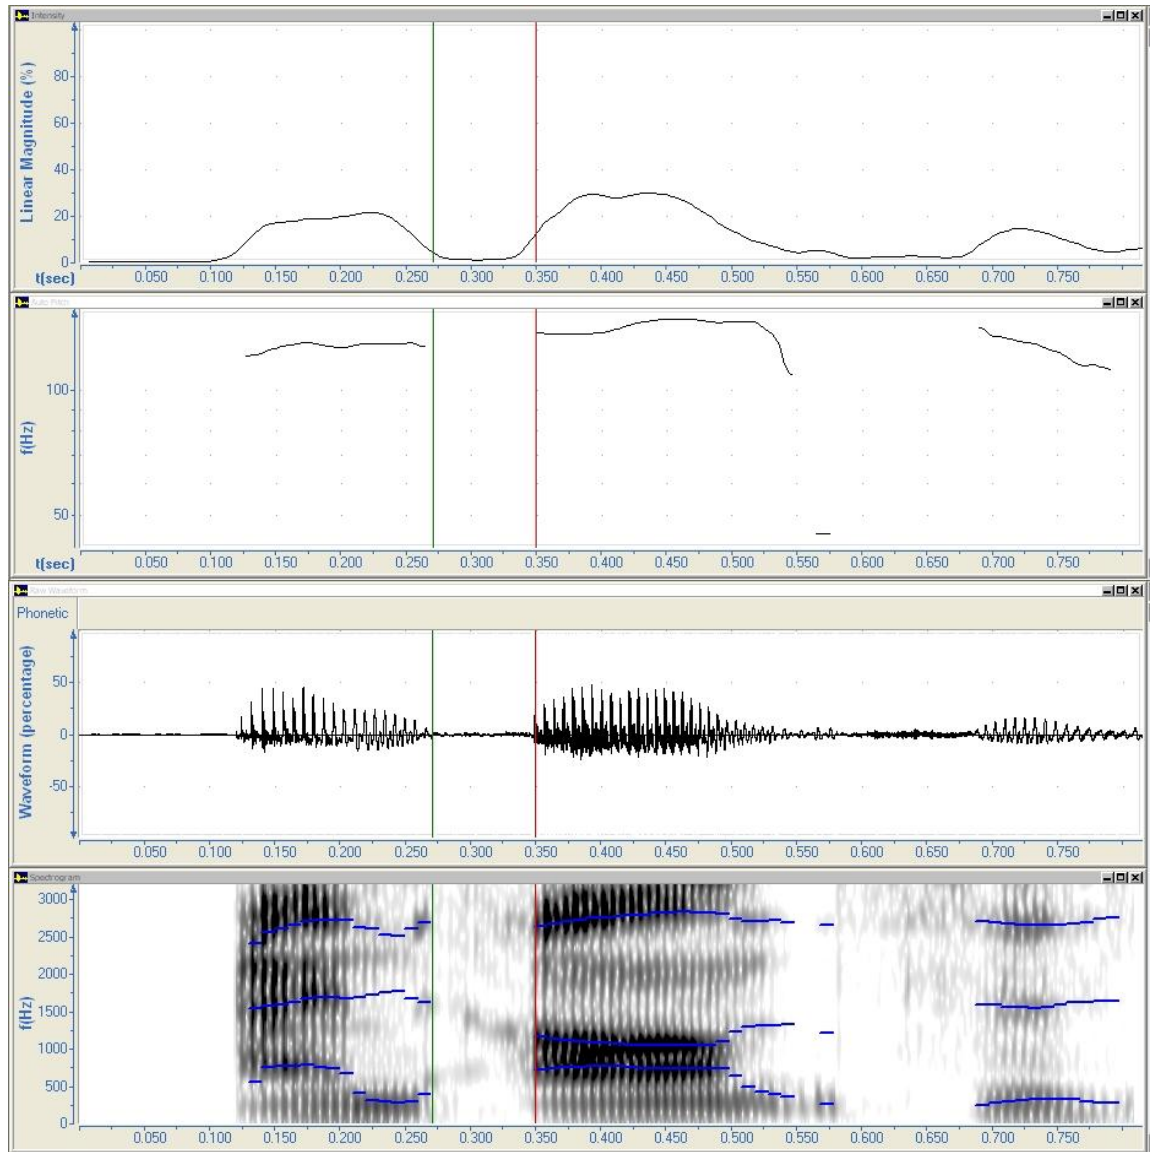 Intensity
Linear Magnitude (%)
80
60
40
20
0
t(sec)
0.050 0.100 0.150 0.200 0.250 0.300 0.350 0.400 0.450 0.500 0.550 0.600 0.650 0.700 0.750
Auto Pitch
f(Hz)
100
50
t(sec)
0.050 0.100 0.150 0.200 0.250 0.300 0.350 0.400 0.450 0.500 0.550 0.600 0.650 0.700 0.750
Raw Waveform
Phonetic
Waveform (percentage)
50
0
-50
0.050 0.100 0.150 0.200 0.250 0.300 0.350 0.400 0.450 0.500 0.550 0.600 0.650 0.700 0.750
Spectrogram
f(Hz)
3000
2500
2000
1500
1000
500
0
0.050 0.100 0.150 0.200 0.250 0.300 0.350 0.400 0.450 0.500 0.550 0.600 0.650 0.700 0.750